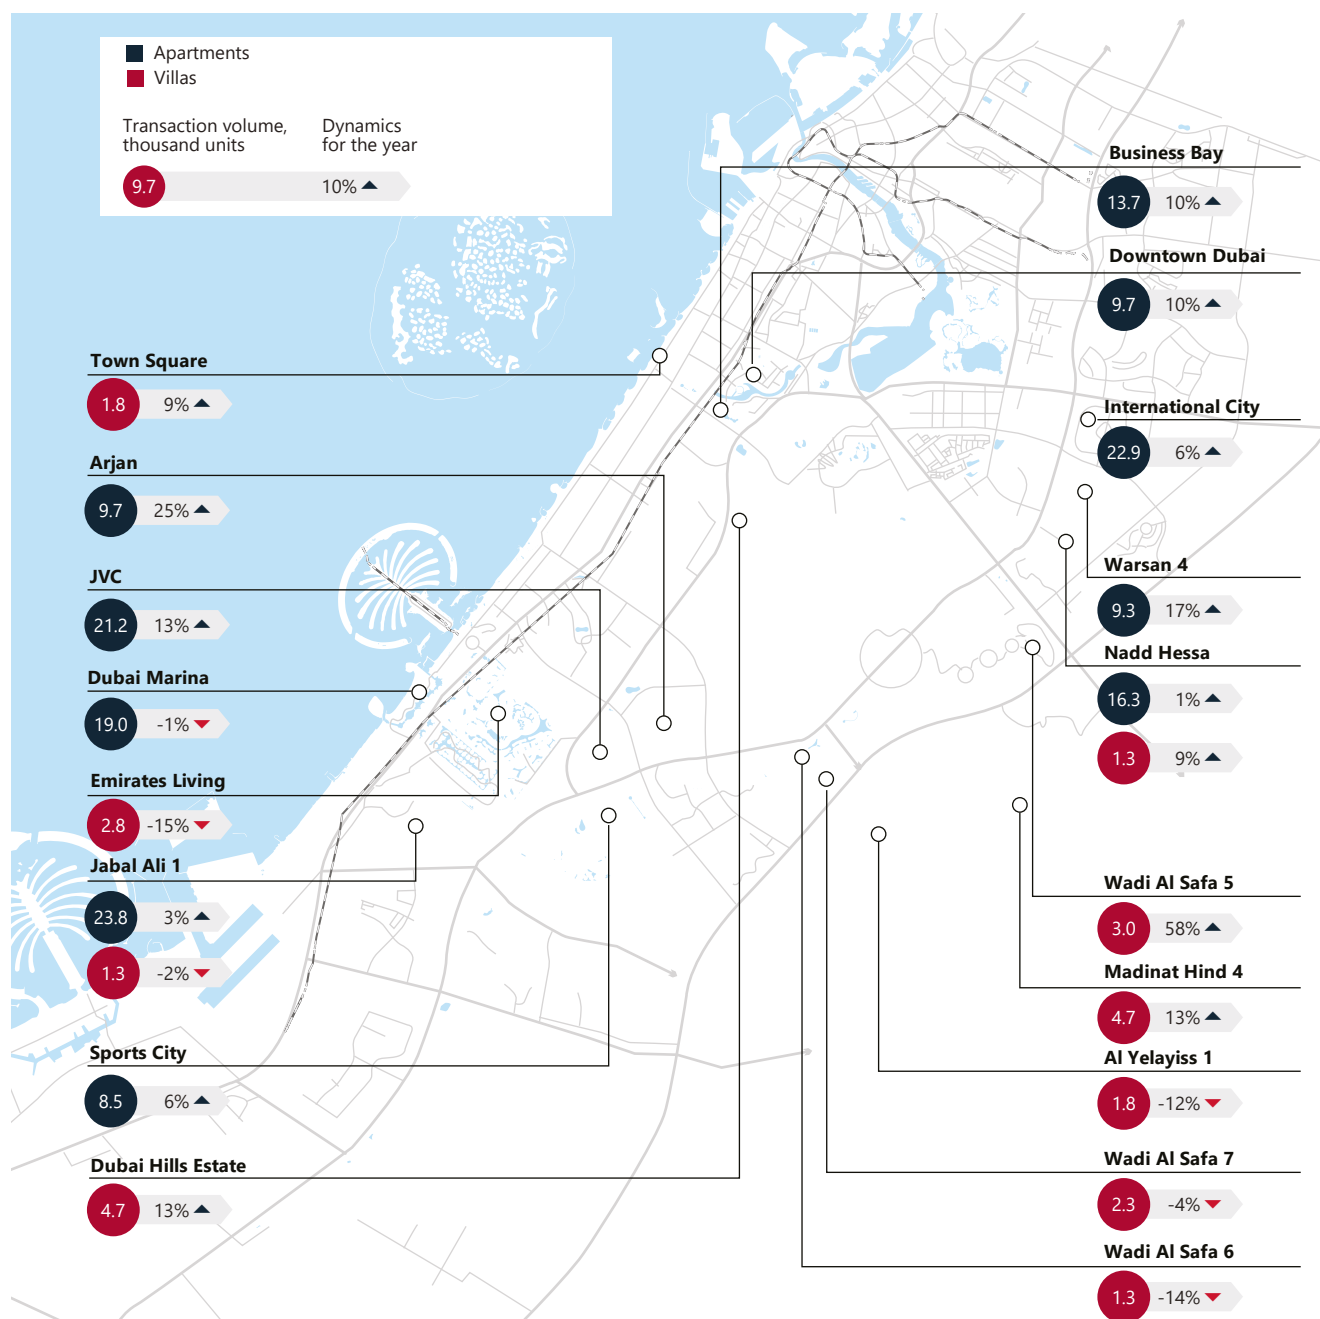 Apartments
Villas
Transaction volume,
thousand units
Dynamics
for the year
9.7
10%
Town Square
1.8
9%
Arjan
9.7
25%
JVC
21.2
13%
Dubai Marina
19.0
-1%
Emirates Living
2.8
-15%
Jabal Ali 1
23.8
3%
1.3
-2%
Sports City
8.5
6%
Dubai Hills Estate
4.7
13%
Business Bay
13.7
10%
Downtown Dubai
9.7
10%
International City
22.9
6%
Warsan 4
9.3
17%
Nadd Hessa
16.3
1%
1.3
9%
Wadi Al Safa 5
3.0
58%
Madinat Hind 4
4.7
13%
Al Yelayiss 1
1.8
-12%
Wadi Al Safa 7
2.3
-4%
Wadi Al Safa 6
1.3
-14%